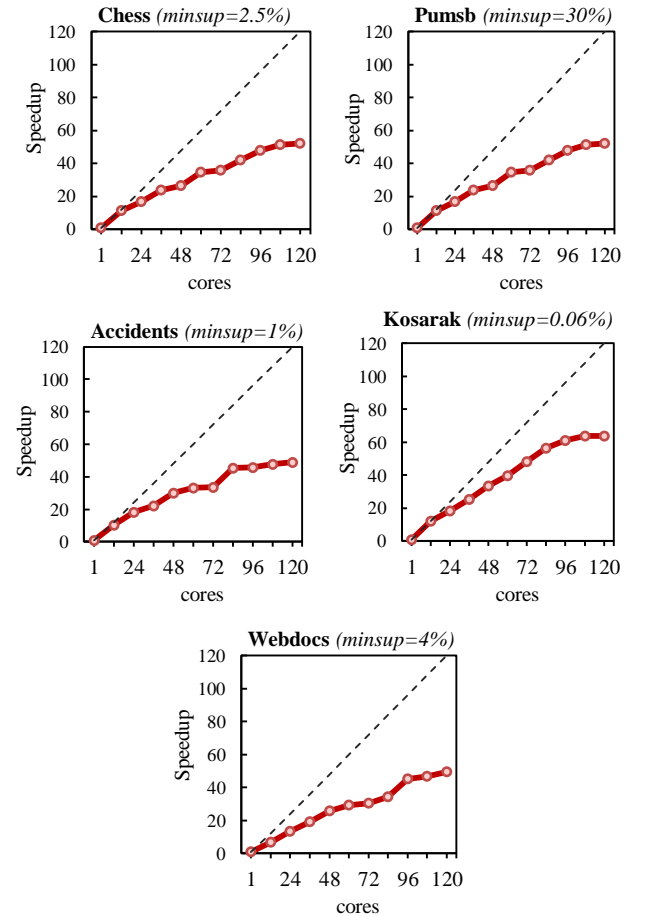 Chess (minsup=2.5%)
120
100
80
60
40
20
0
Speedup
1 24 48 72 96 120
cores
Pumsb (minsup=30%)
120
100
80
60
40
20
0
Speedup
1 24 48 72 96 120
cores
Accidents (minsup=1%)
120
100
80
60
40
20
0
Speedup
1 24 48 72 96 120
cores
Kosarak (minsup=0.06%)
120
100
80
60
40
20
0
Speedup
1 24 48 72 96 120
cores
Webdocs (minsup=4%)
120
100
80
60
40
20
0
Speedup
1 24 48 72 96 120
cores